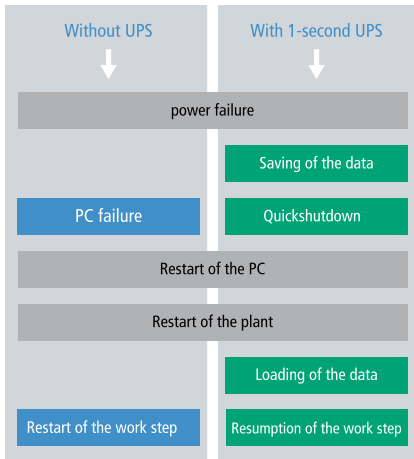 Without UPS
With 1-second UPS
power failure
Saving of the data
PC failure
Quickshutdown
Restart of the PC
Restart of the plant
Loading of the data
Restart of the work step
Resumption of the work step